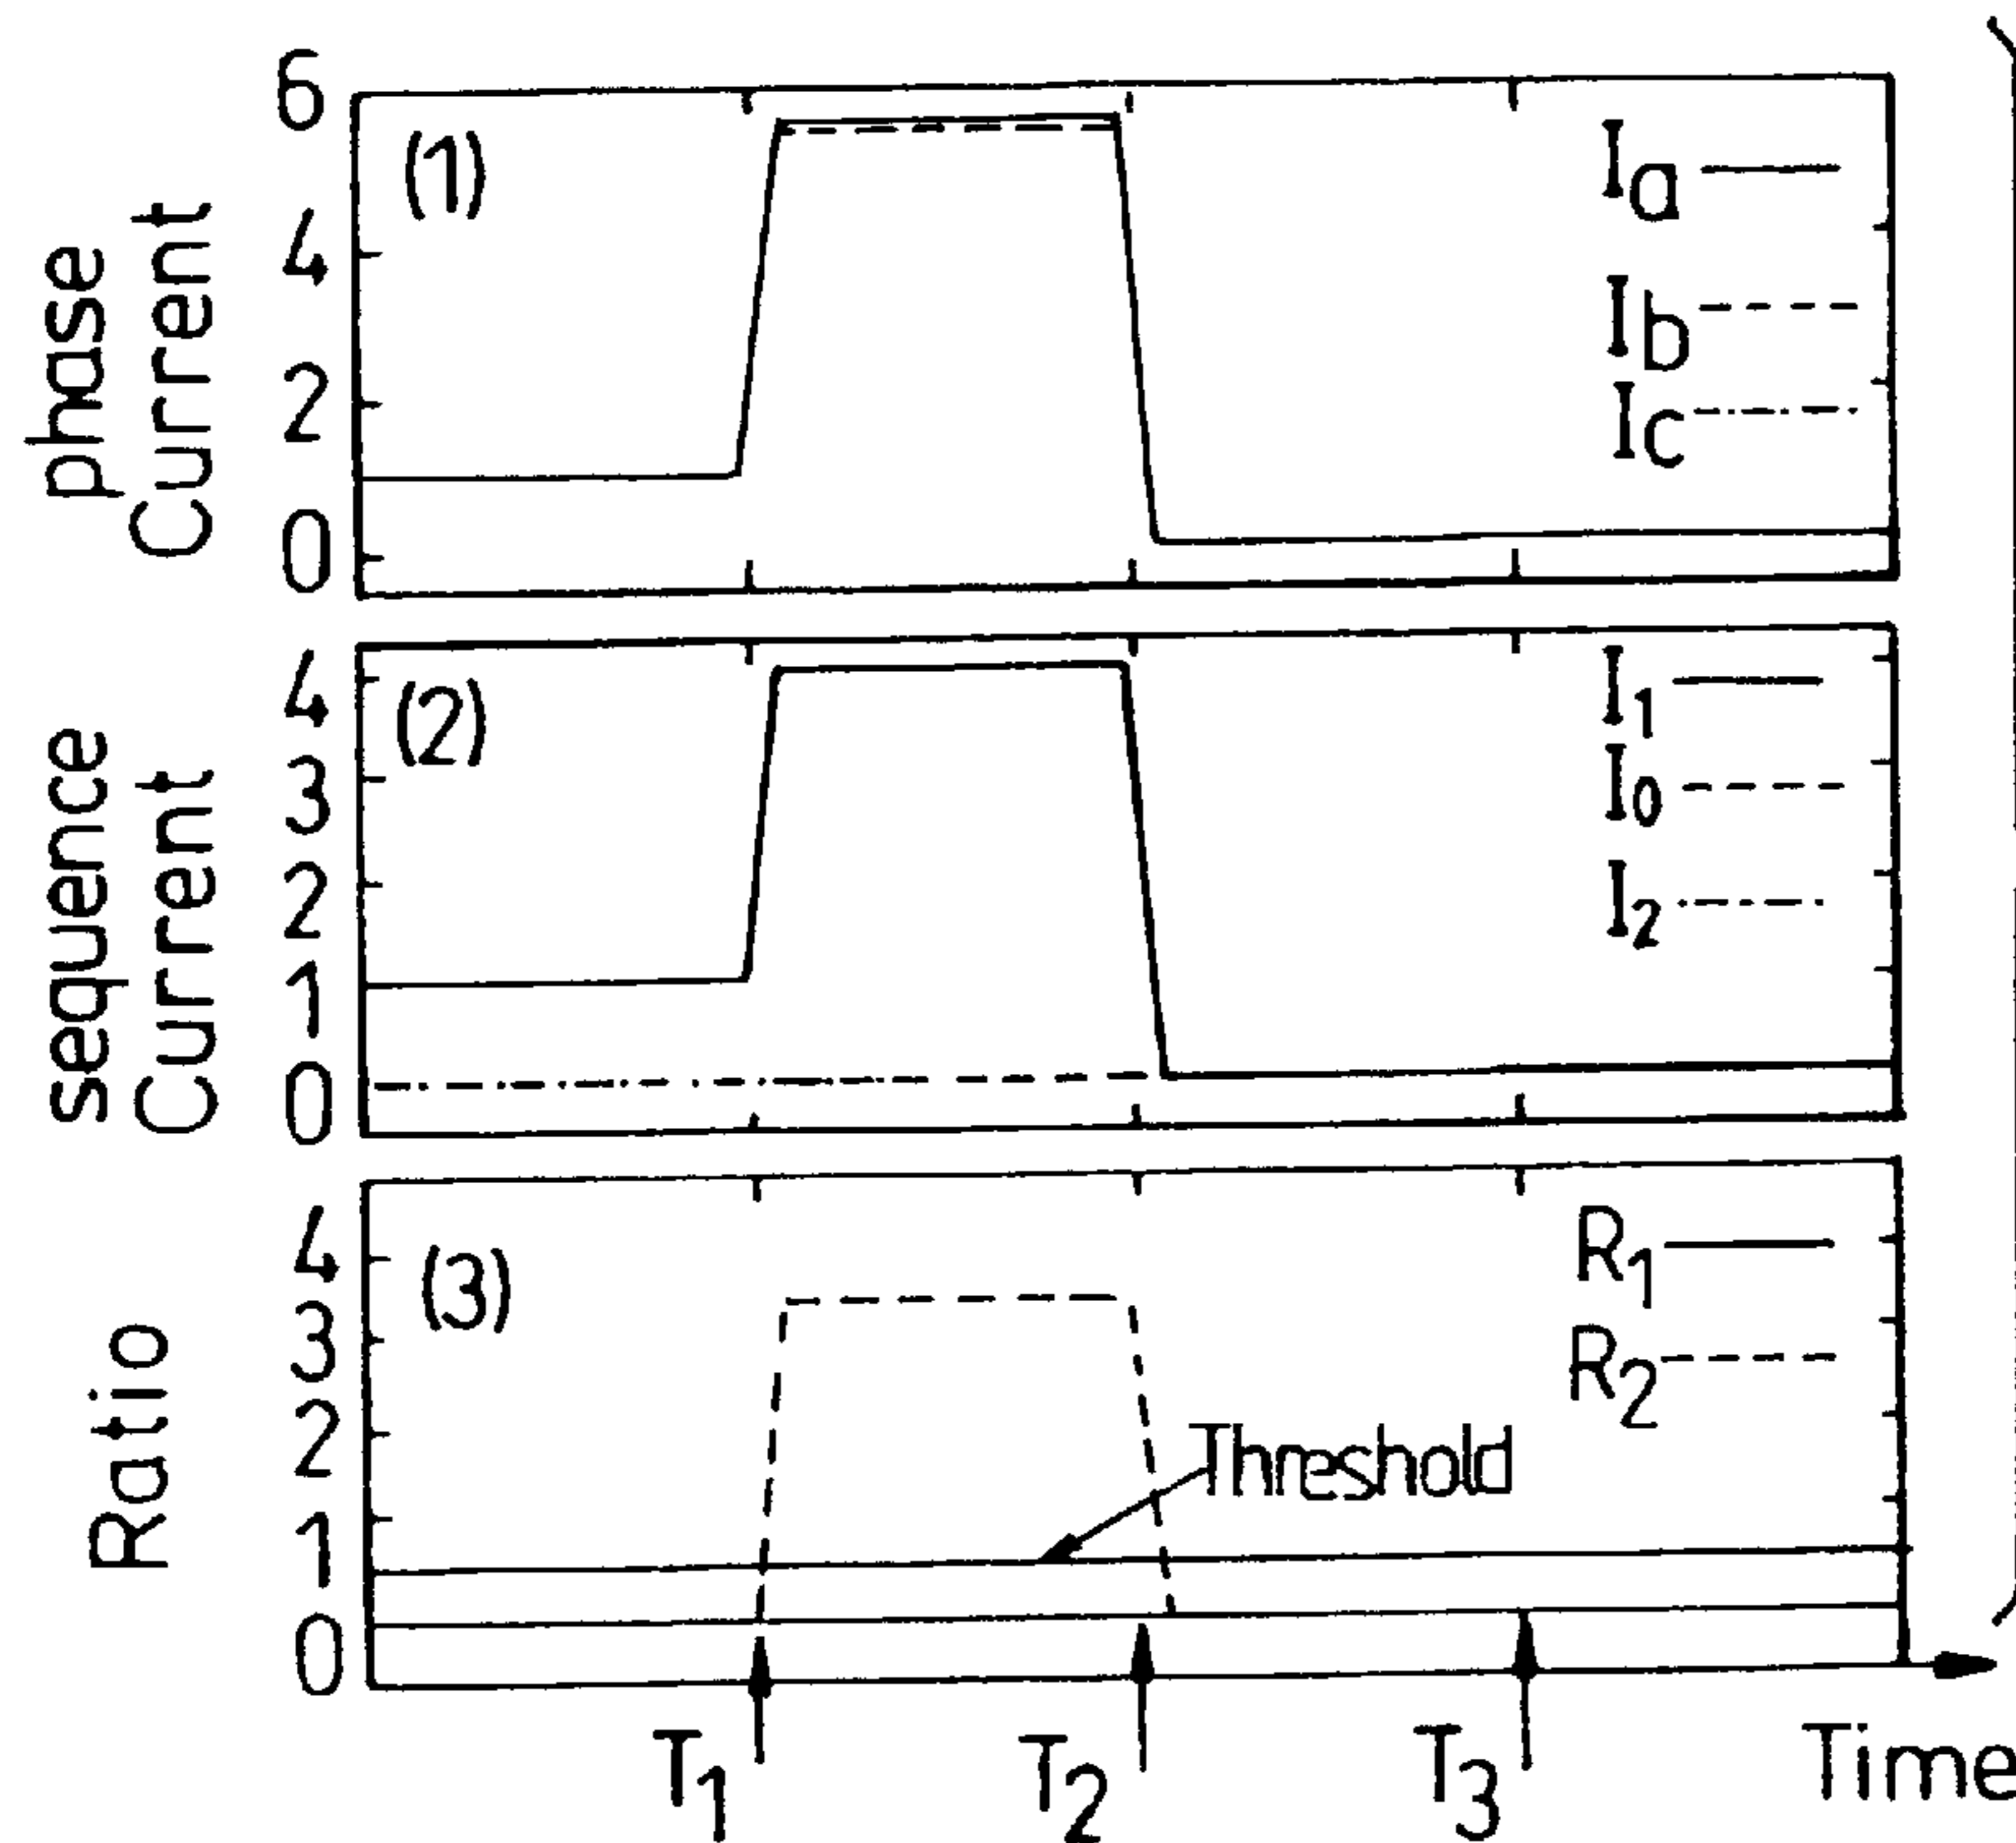 phase
Current
6
4
2
0
(1)
Ia
Ib
Ic
sequence
Current
4
3
2
1
0
(2)
I1
I0
I2
Ratio
4
3
2
1
0
(3)
R1
R2
Threshold
T1
T2
T3
Time